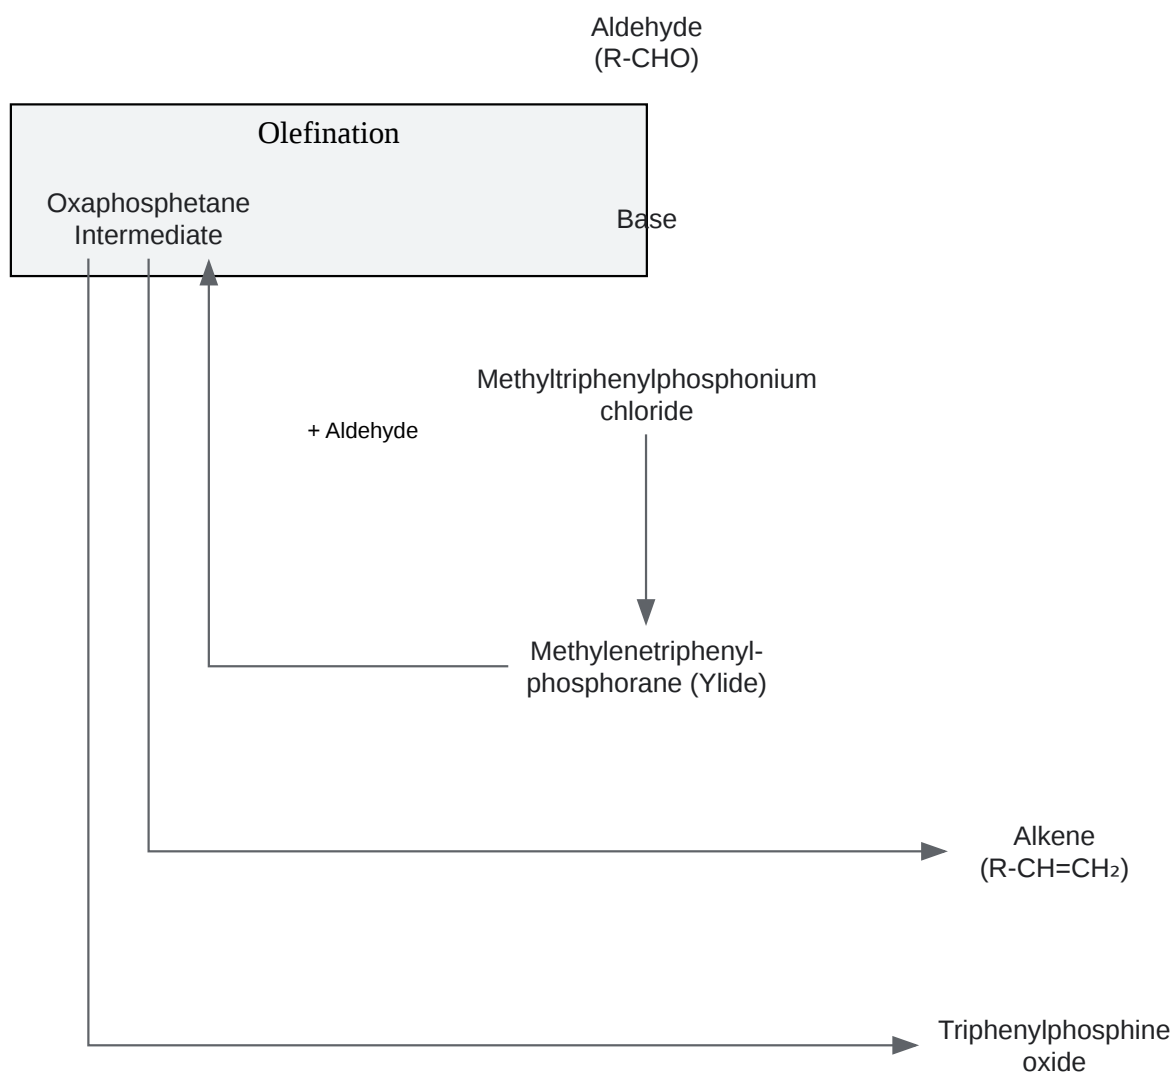 Aldehyde
(R-CHO)
Olefination
Oxaphosphetane
Intermediate
Base
Methyltriphenylphosphonium
chloride
+ Aldehyde
Methylenetriphenyl-
phosphorane (Ylide)
Alkene
(R-CH=CH₂)
Triphenylphosphine
oxide